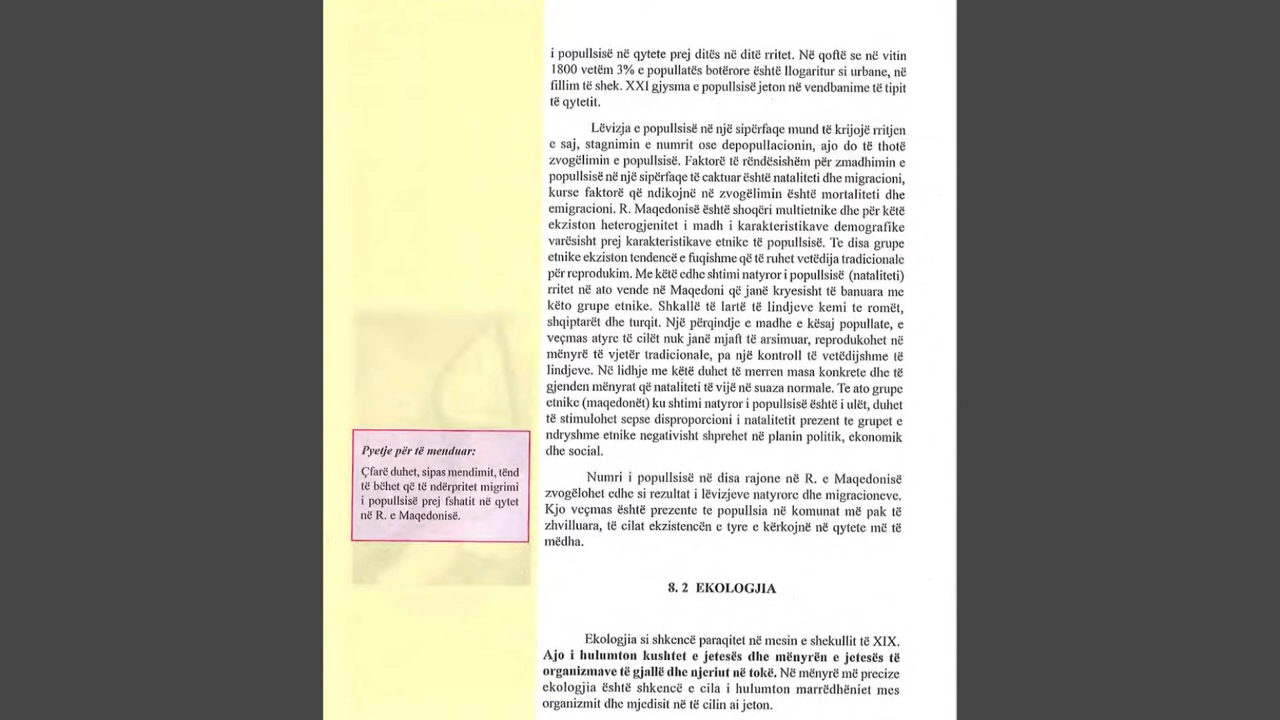 i popullsisë në qytete prej ditës në ditë rritet. Në qoftë se në vitin
1800 vetëm 3% e popullatës botërore është llogaritur si urbane, në
fillim të shek. XXI gjysma e popullsisë jeton në vendbanime të tipit
të qytetit.
Lëvizja e popullsisë në një sipërfaqe mund të krijojë rritjen
e saj, stagnimin e numrit ose depopullacionin, ajo do të thotë
zvogëlimin e popullsisë. Faktorë të rëndësishëm për zmadhimin e
popullsisë në një sipërfaqe të caktuar është nataliteti dhe migracioni,
kurse faktorë që ndikojnë në zvogëlimin është mortaliteti dhe
emigracioni. R. Maqedonisë është shoqëri multietnike dhe për këtë
ekziston heterogjenitet i madh i karakteristikave demografike
varësisht prej karakteristikave etnike të popullsisë. Te disa grupe
etnike ekziston tendencë e fuqishme që të ruhet vetëdija tradicionale
për reprodukim. Me këtë edhe shtimi natyror i popullsisë (nataliteti)
rritet në ato vende në Maqedoni që janë kryesisht të banuara me
këto grupe etnike. Shkallë të lartë të lindjeve kemi te romët,
shqiptarët dhe turqit. Një përqindje e madhe e kësaj popullate, e
veçmas atyre të cilët nuk janë mjaft të arsimuar, reprodukohet në
mënyrë të vjetër tradicionale, pa një kontroll të vetëdijshme të
lindjeve. Në lidhje me këtë duhet të merren masa konkrete dhe të
gjenden mënyrat që nataliteti të vijë në suaza normale. Te ato grupe
etnike (maqedonët) ku shtimi natyror i popullsisë është i ulët, duhet
të stimulohet sepse disproporcioni i natalitetit prezent te grupet e
ndryshme etnike negativisht shprehet në planin politik, ekonomik
dhe social.
Pyetje për të menduar:
Çfarë duhet, sipas mendimit, tënd
të bëhet që të ndërpritet migrimi
i popullsisë prej fshatit në qytet
në R. e Maqedonisë.
Numri i popullsisë në disa rajone në R. e Maqedonisë
zvogëlohet edhe si rezultat i lëvizjeve natyrore dhe migracioneve.
Kjo veçmas është prezente te popullsia në komunat më pak të
zhvilluara, të cilat ekzistencën e tyre e kërkojnë në qytete më të
mëdha.
8. 2 EKOLOGJIA
Ekologjia si shkencë paraqitet në mesin e shekullit të XIX.
Ajo i hulumton kushtet e jetesës dhe mënyrën e jetesës të
organizmave të gjallë dhe njeriut në tokë. Në mënyrë më precize
ekologjia është shkencë e cila i hulumton marrëdhëniet mes
organizmit dhe mjedisit në të cilin ai jeton.